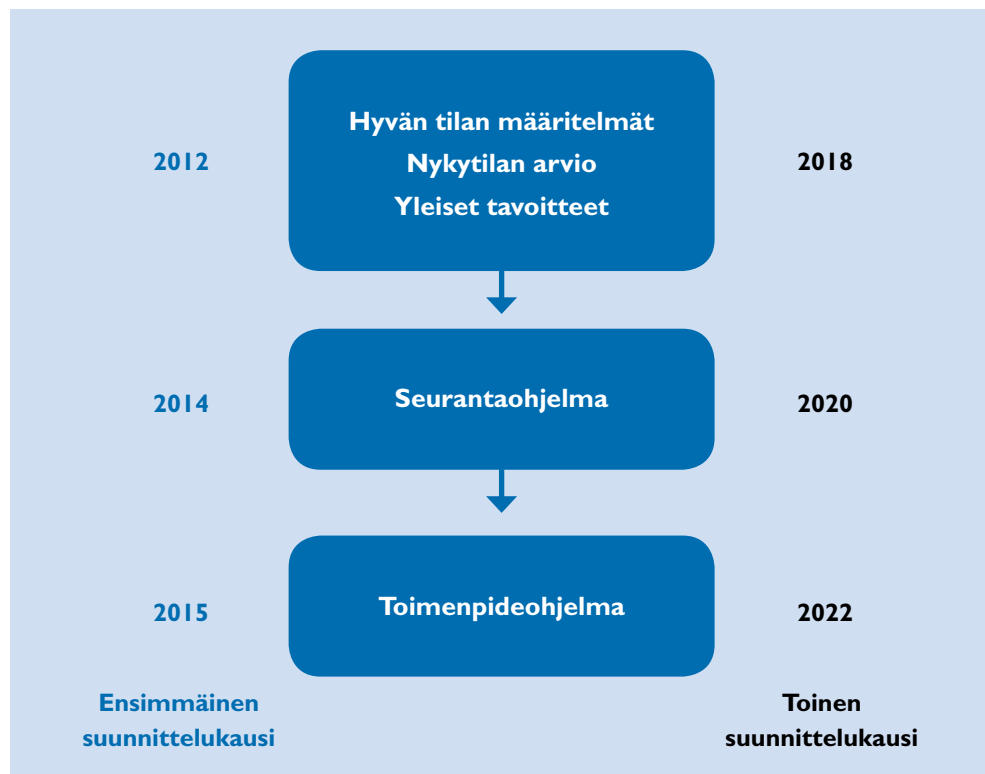 2012
Hyvän tilan määritelmät
Nykytilan arvio
Yleiset tavoitteet
2018
2014
Seurantaohjelma
2020
2015
Toimenpideohjelma
2022
Ensimmäinen
suunnittelukausi
Toinen
suunnittelukausi